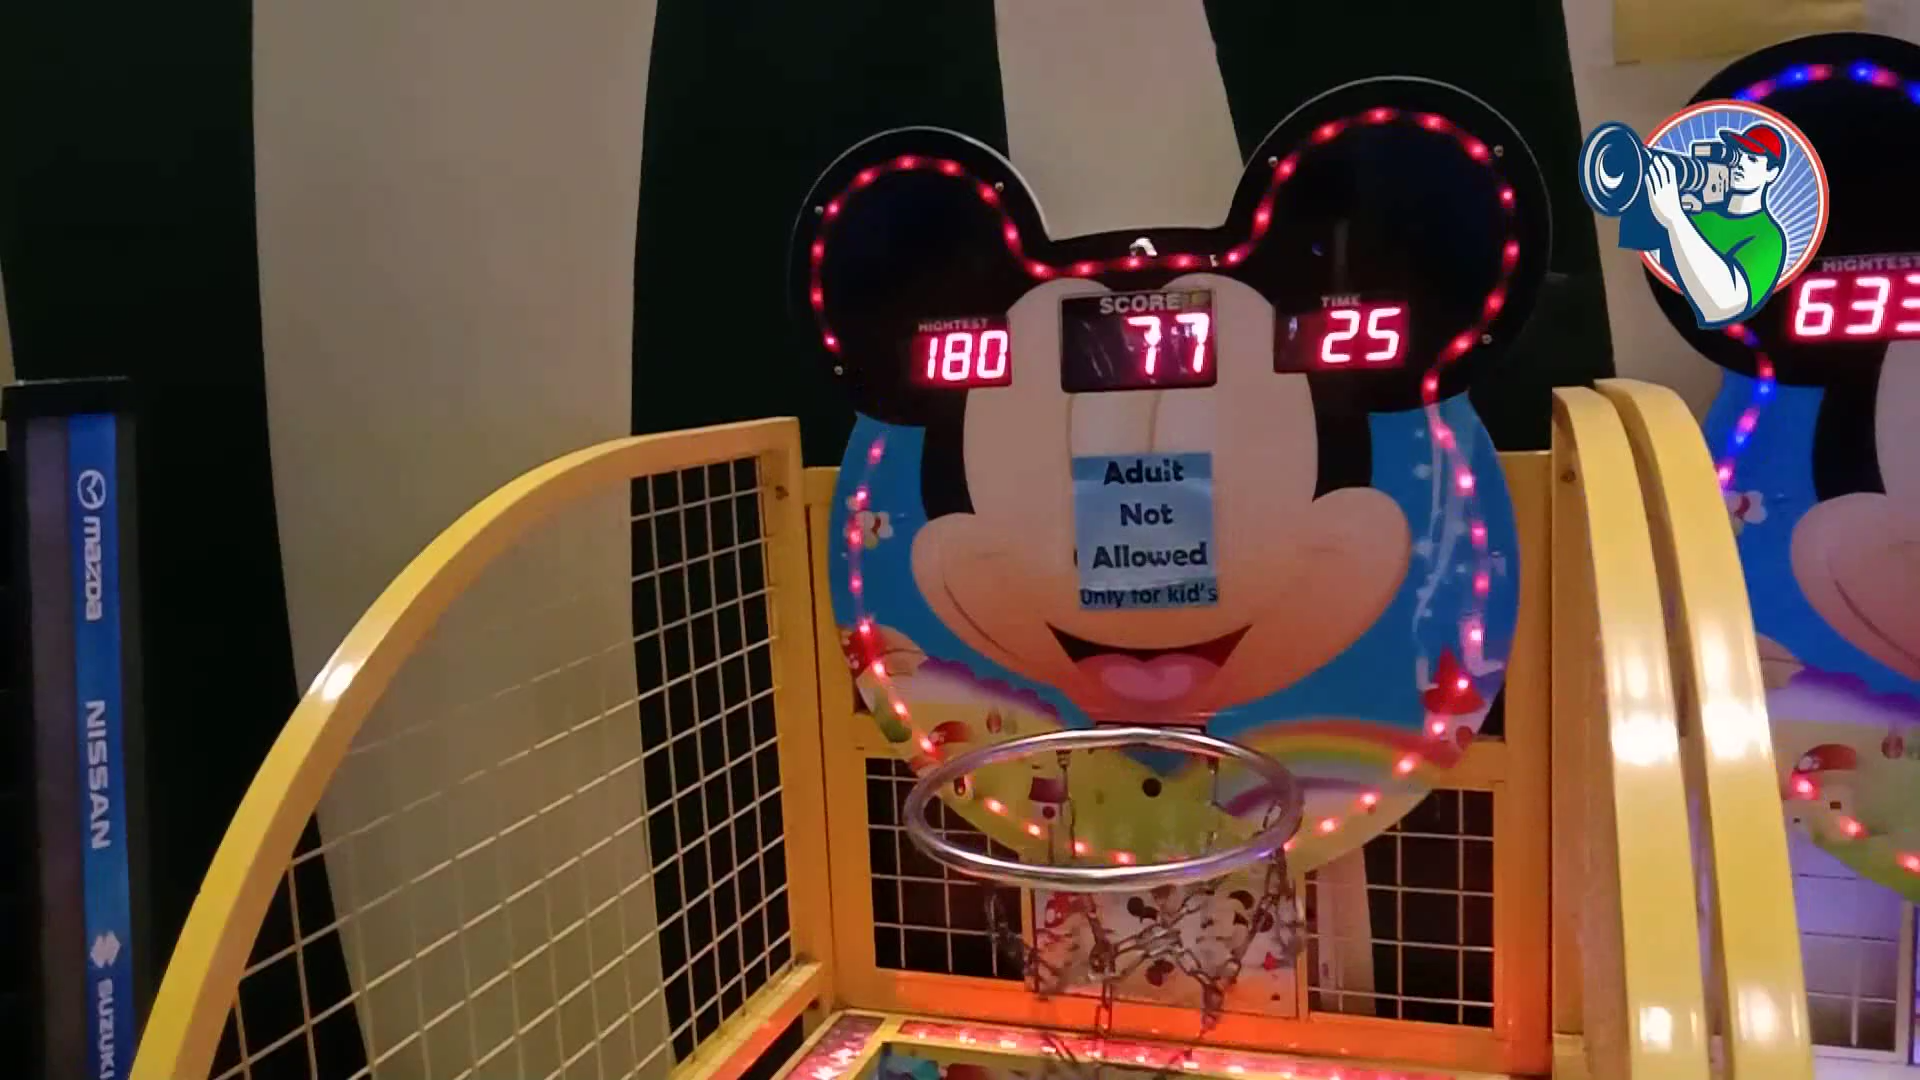 HIGHTEST
180
SCORE
77
TIME
25
HIGHTEST
633
Aduit
Not
Allowed
Only for kid's
mazda
NISSAN
SUZUKI